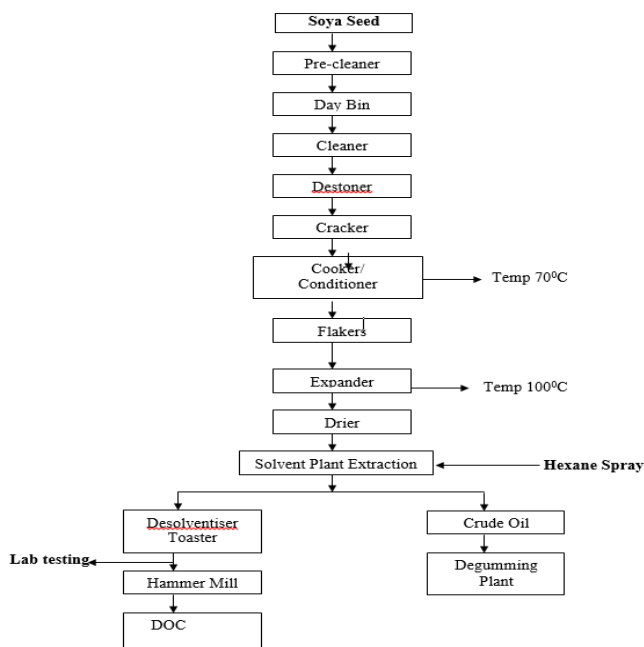 Soya Seed
Pre-cleaner
Day Bin
Cleaner
Destoner
Cracker
Cooker/
Conditioner
Temp 70⁰C
Flakers
Expander
Temp 100⁰C
Drier
Solvent Plant Extraction
Hexane Spray
Desolventiser
Toaster
Crude Oil
Lab testing
Degumming
Plant
Hammer Mill
DOC